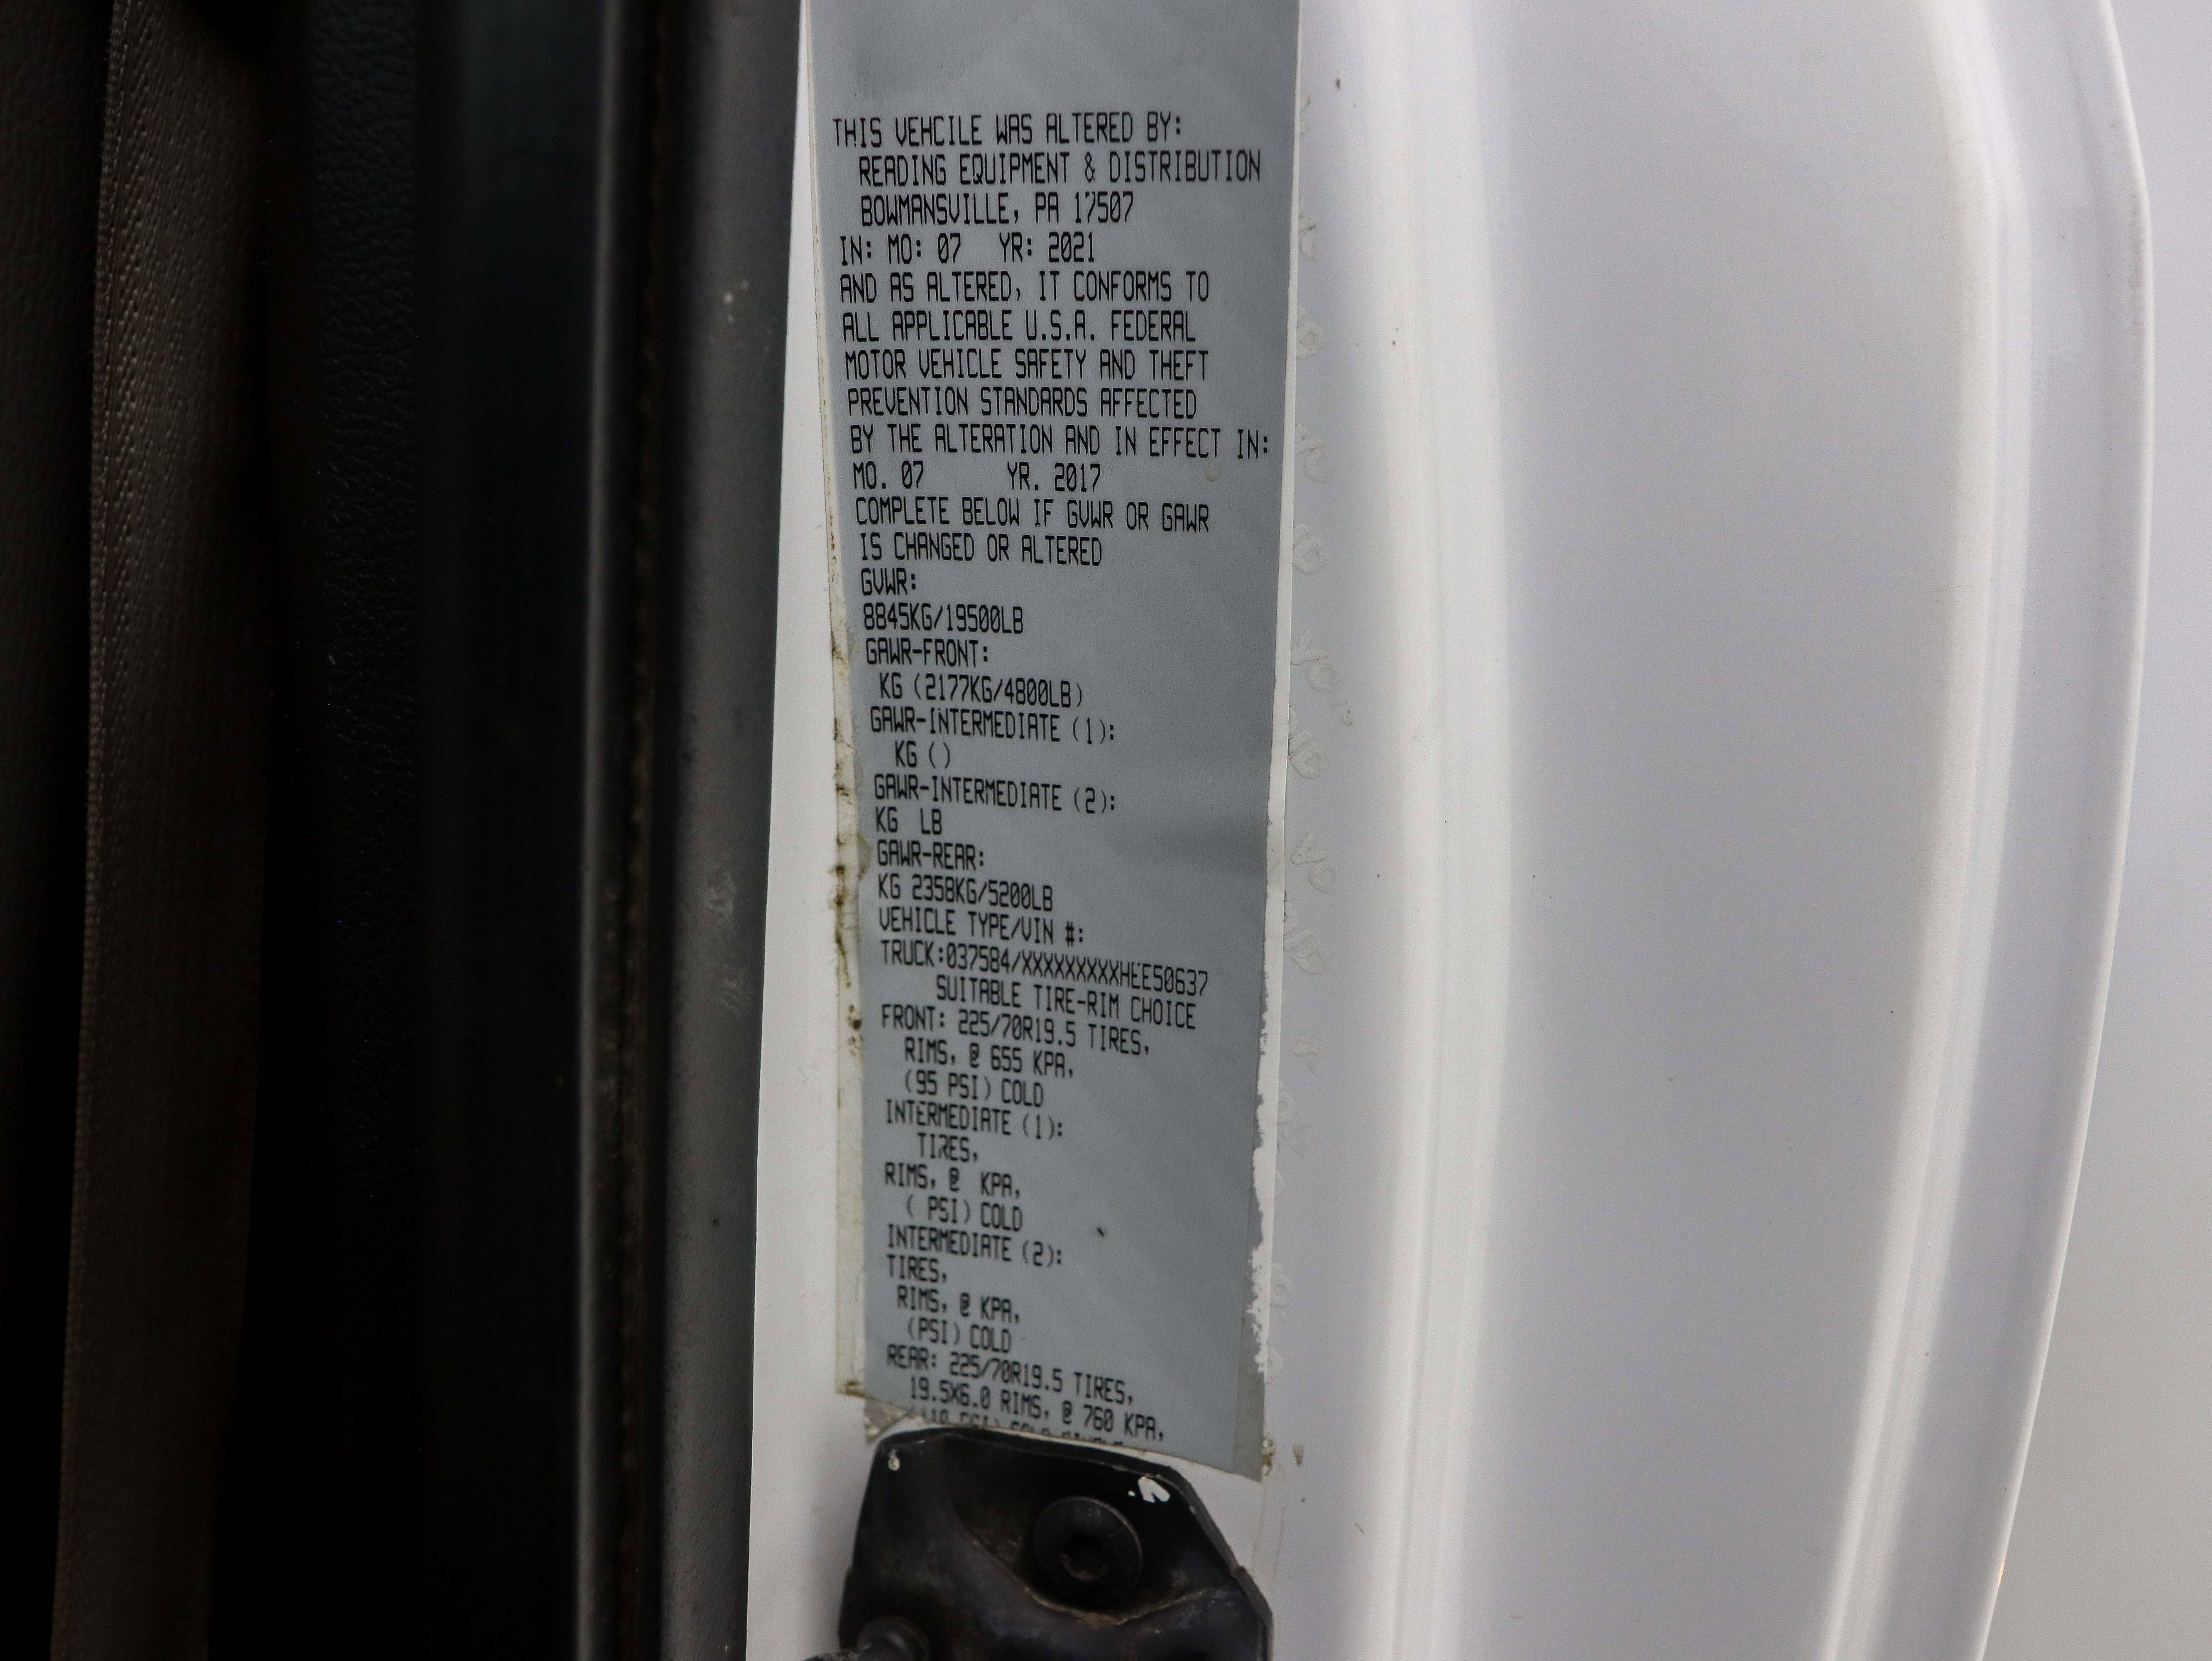 THIS VEHCILE WAS ALTERED BY:
READING EQUIPMENT & DISTRIBUTION
BOWMANSVILLE, PA 17507
IN: MO: 07 YR: 2021
AND AS ALTERED, IT CONFORMS TO
ALL APPLICABLE U.S.A. FEDERAL
MOTOR VEHICLE SAFETY AND THEFT
PREVENTION STANDARDS AFFECTED
BY THE ALTERATION AND IN EFFECT IN:
MO. 07 YR. 2017
COMPLETE BELOW IF GVWR OR GAWR
IS CHANGED OR ALTERED
GVWR:
8845KG/19500LB
GAWR-FRONT:
KG (2177KG/4800LB)
GAWR-INTERMEDIATE (1):
KG ()
GAWR-INTERMEDIATE (2):
KG LB
GAWR-REAR:
KG 2358KG/5200LB
VEHICLE TYPE/VIN #:
TRUCK:037584/XXXXXXXXXHEE50637
SUITABLE TIRE-RIM CHOICE
FRONT: 225/70R19.5 TIRES,
RIMS, @ 655 KPA,
(95 PSI) COLD
INTERMEDIATE (1):
TIRES,
RIMS, @ KPA,
( PSI) COLD
INTERMEDIATE (2):
TIRES,
RIMS, @ KPA,
(PSI) COLD
REAR: 225/70R19.5 TIRES,
19.5X6.0 RIMS, @ 760 KPA,